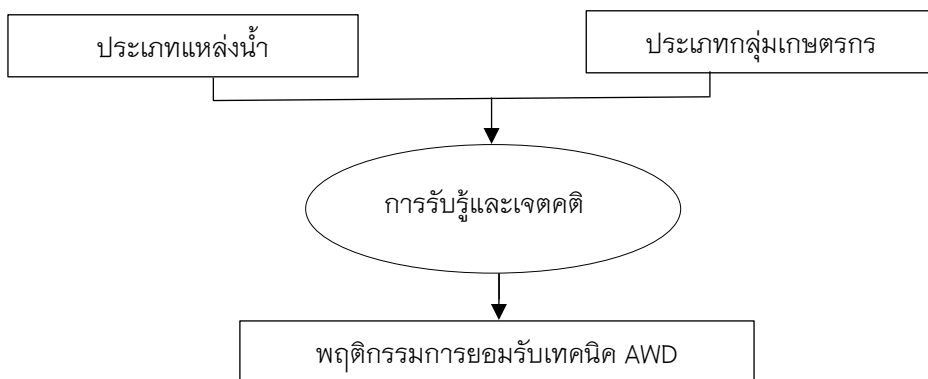 ประเภทแหล่งน้ำ
ประเภทกลุ่มเกษตรกร
การรับรู้และเจตคติ
พฤติกรรมการยอมรับเทคนิค AWD